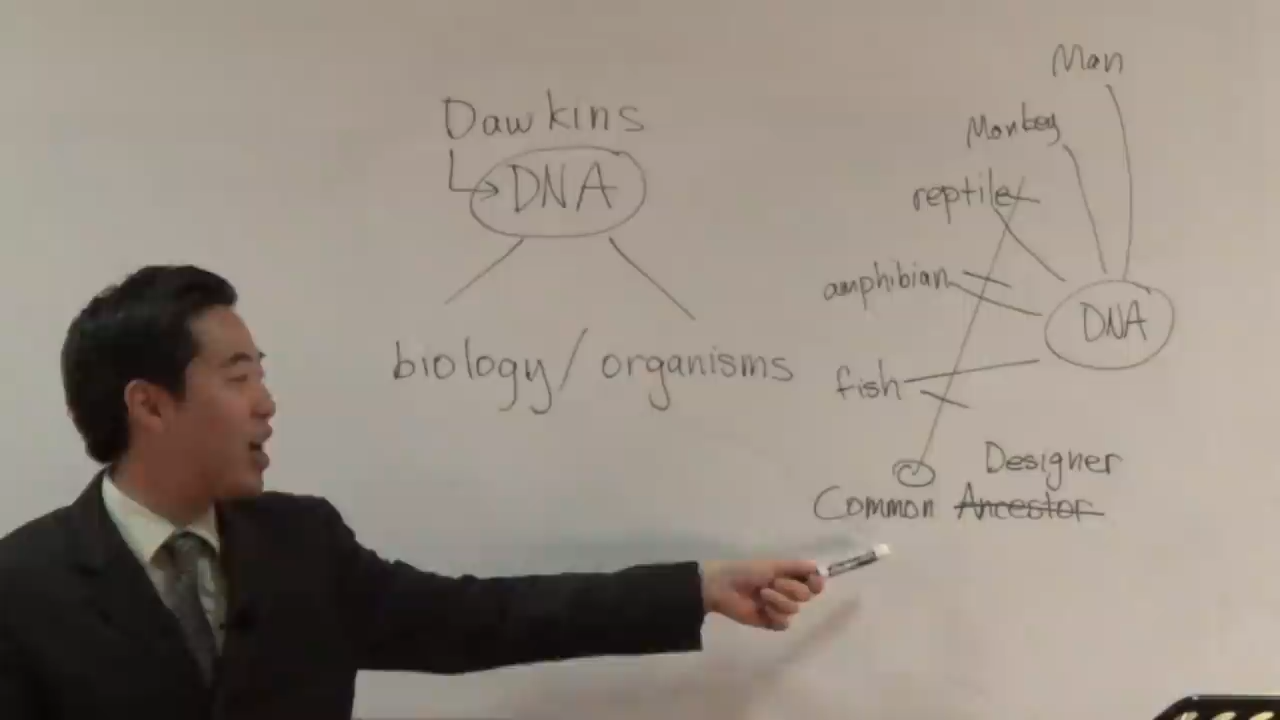 Dawkins
DNA
biology/organisms
Man
Monkey
reptile
amphibian
DNA
fish
Designer
Common Ancestor